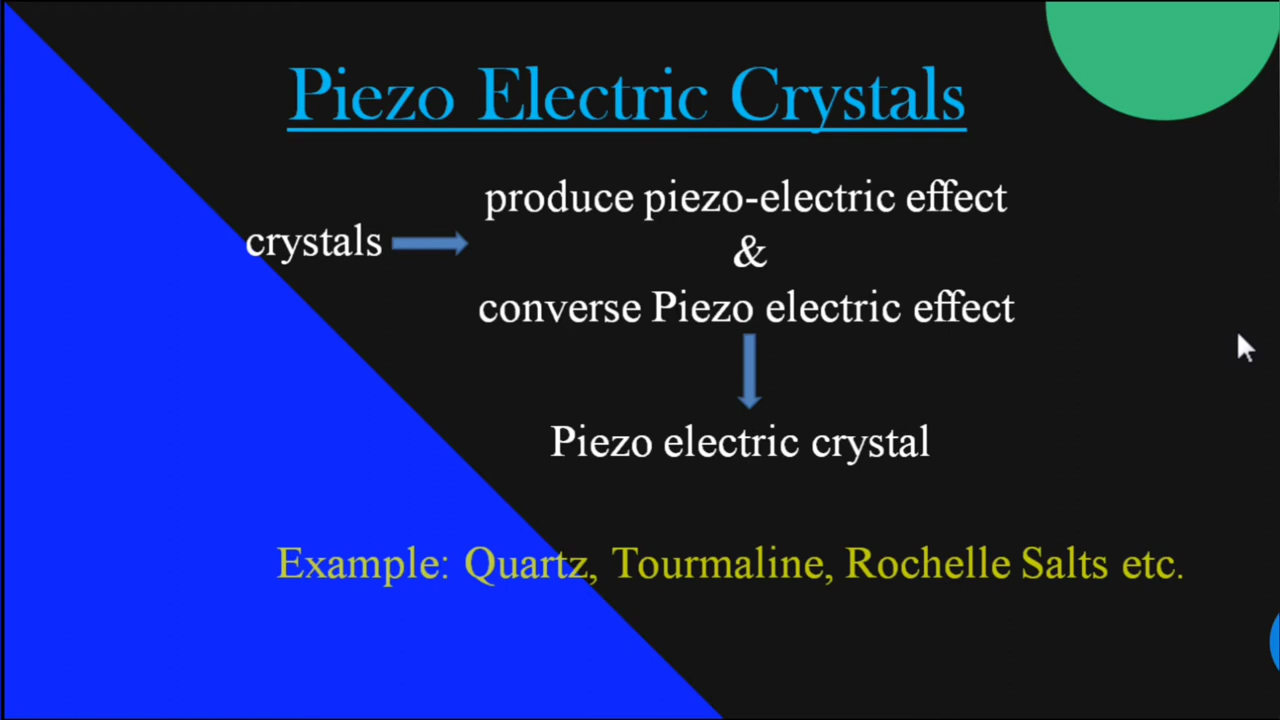 Piezo Electric Crystals
produce piezo-electric effect
crystals
&
converse Piezo electric effect
Piezo electric crystal
Example: Quartz, Tourmaline, Rochelle Salts etc.